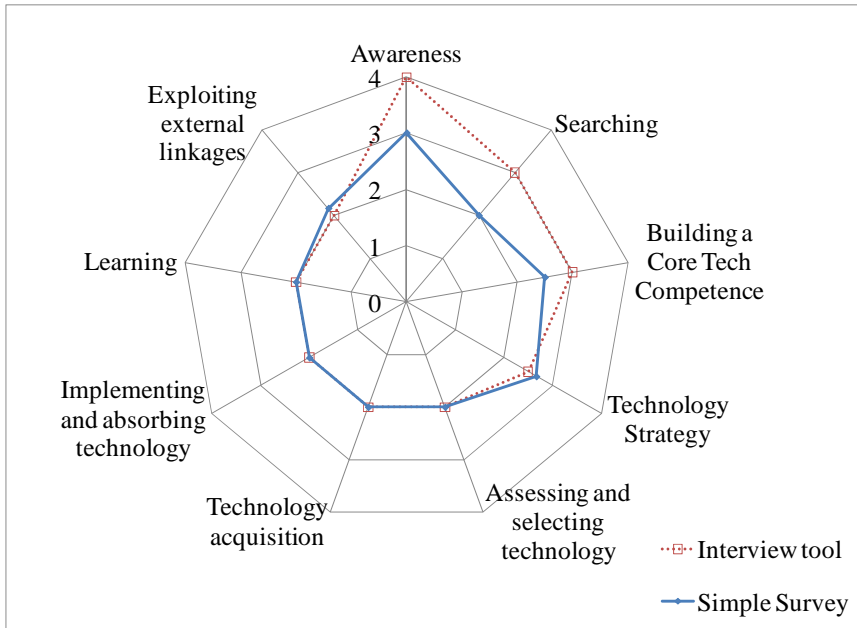 Awareness
4
3
2
1
0
Searching
Building a
Core Tech
Competence
Technology
Strategy
Assessing and
selecting
technology
Technology
acquisition
Implementing
and absorbing
technology
Learning
Exploiting
external
linkages
Interview tool
Simple Survey